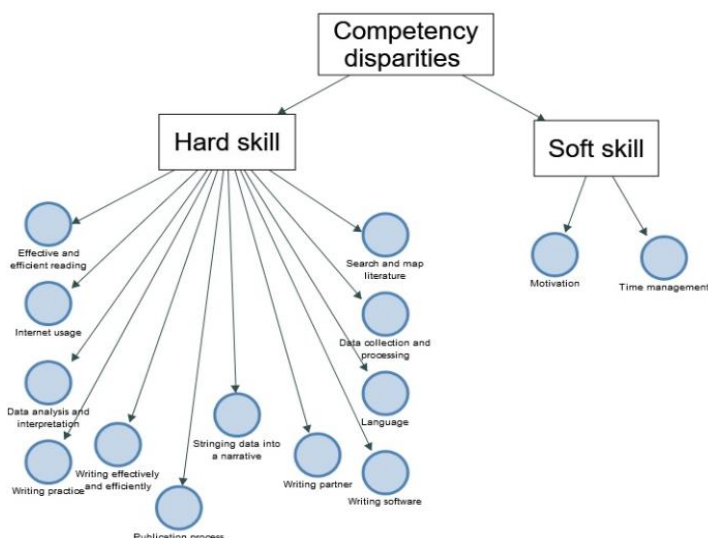 Competency
disparities
Hard skill
Soft skill
Effective and
efficient reading
Search and map
literature
Motivation
Time management
Internet usage
Data collection and
processing
Data analysis and
interpretation
Language
Stringing data into
a narrative
Writing practice
Writing effectively
and efficiently
Writing partner
Writing software
Publication process